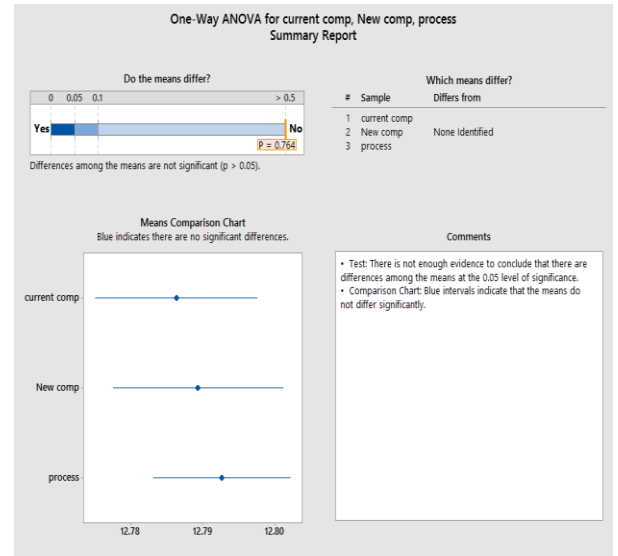 One-Way ANOVA for current comp, New comp, process
Summary Report
Do the means differ?
0 0.05 0.1 > 0.5
Yes No
P = 0.764
Differences among the means are not significant (p > 0.05).
Which means differ?
# Sample Differs from
1 current comp
2 New comp None Identified
3 process
Means Comparison Chart
Blue indicates there are no significant differences.
current comp
New comp
process
12.78 12.79 12.80
Comments
• Test: There is not enough evidence to conclude that there are
differences among the means at the 0.05 level of significance.
• Comparison Chart: Blue intervals indicate that the means do
not differ significantly.